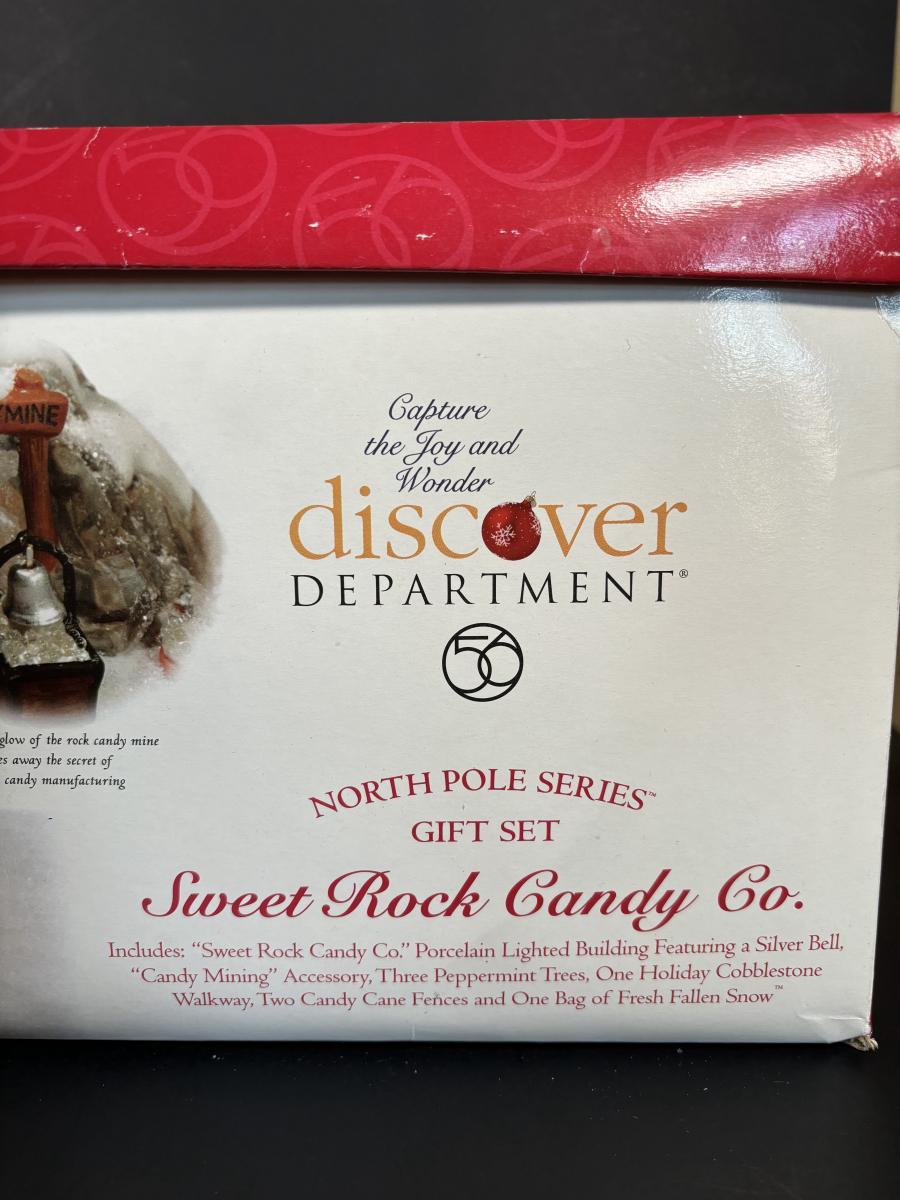 MINE
Capture
the Joy and
Wonder
discover
DEPARTMENT®
56
glow of the rock candy mine
away the secret of
candy manufacturing
NORTH POLE SERIES™
GIFT SET
Sweet Rock Candy Co.
Includes: “Sweet Rock Candy Co.” Porcelain Lighted Building Featuring a Silver Bell,
“Candy Mining” Accessory, Three Peppermint Trees, One Holiday Cobblestone
Walkway, Two Candy Cane Fences and One Bag of Fresh Fallen Snow™